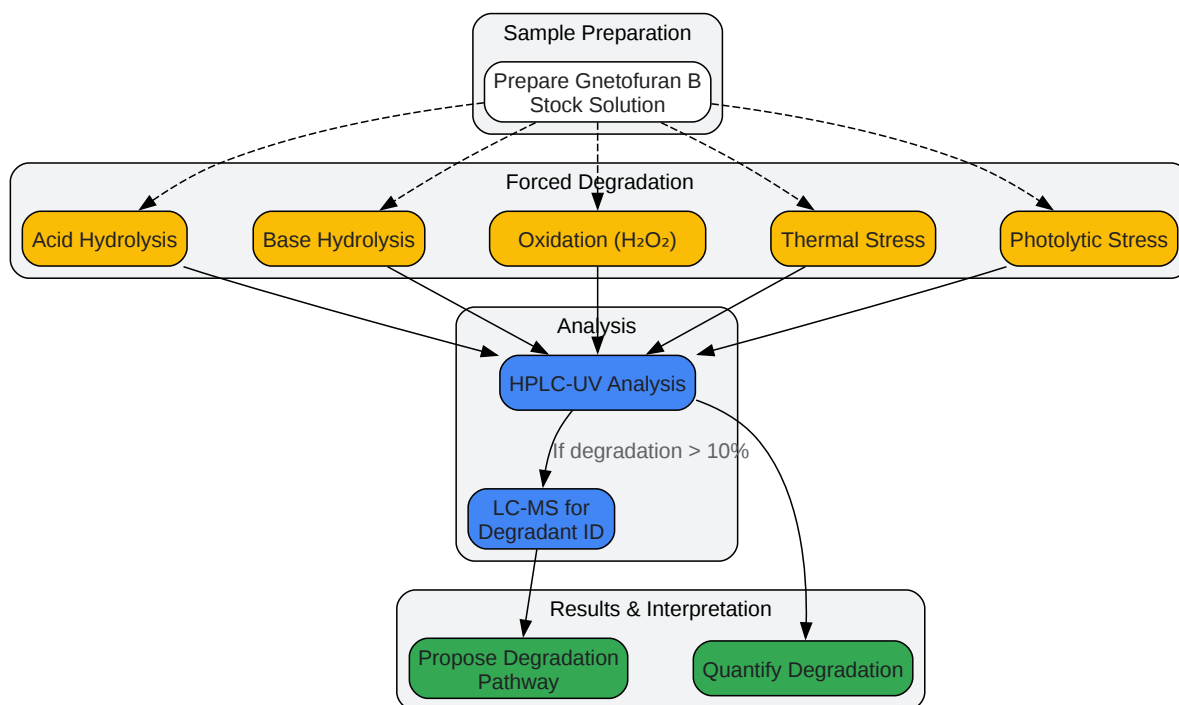 Sample Preparation
Prepare Gnetofuran B
Stock Solution
Forced Degradation
Acid Hydrolysis
Base Hydrolysis
Oxidation (H₂O₂)
Thermal Stress
Photolytic Stress
Analysis
HPLC-UV Analysis
If degradation > 10%
LC-MS for
Degradant ID
Results & Interpretation
Propose Degradation
Pathway
Quantify Degradation